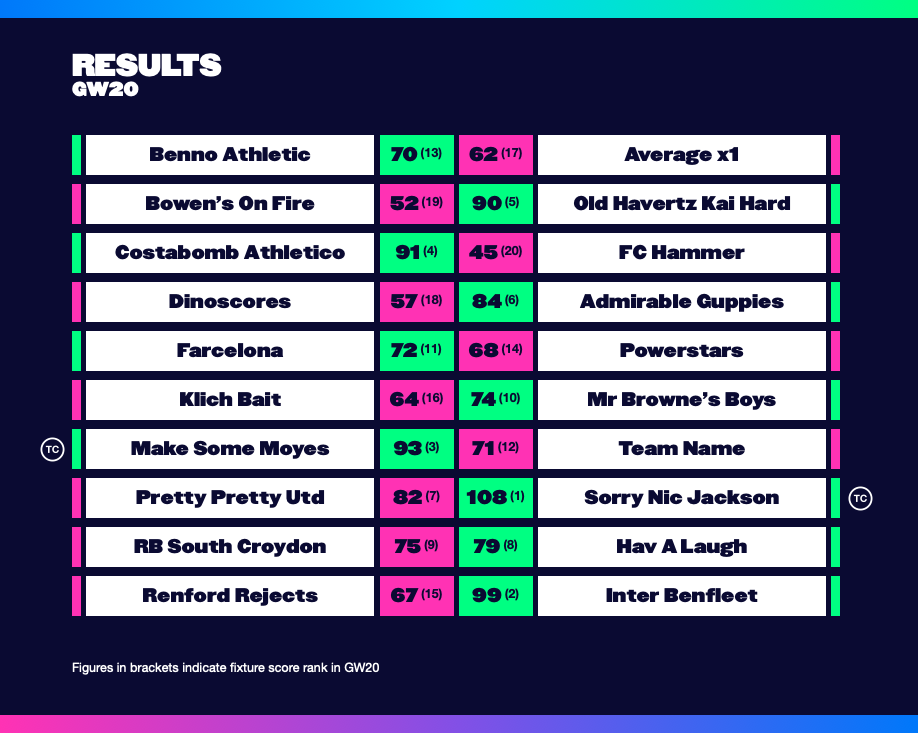 RESULTS
GW20
Benno Athletic 70 (13) 62 (17) Average x1
Bowen's On Fire 52 (19) 90 (5) Old Havertz Kai Hard
Costabomb Athletico 91 (4) 45 (20) FC Hammer
Dinoscores 57 (18) 84 (6) Admirable Guppies
Farcelona 72 (11) 68 (14) Powerstars
Klich Bait 64 (16) 74 (10) Mr Browne's Boys
TC Make Some Moyes 93 (3) 71 (12) Team Name
Pretty Pretty Utd 82 (7) 108 (1) Sorry Nic Jackson TC
RB South Croydon 75 (9) 79 (8) Hav A Laugh
Renford Rejects 67 (15) 99 (2) Inter Benfleet
Figures in brackets indicate fixture score rank in GW20